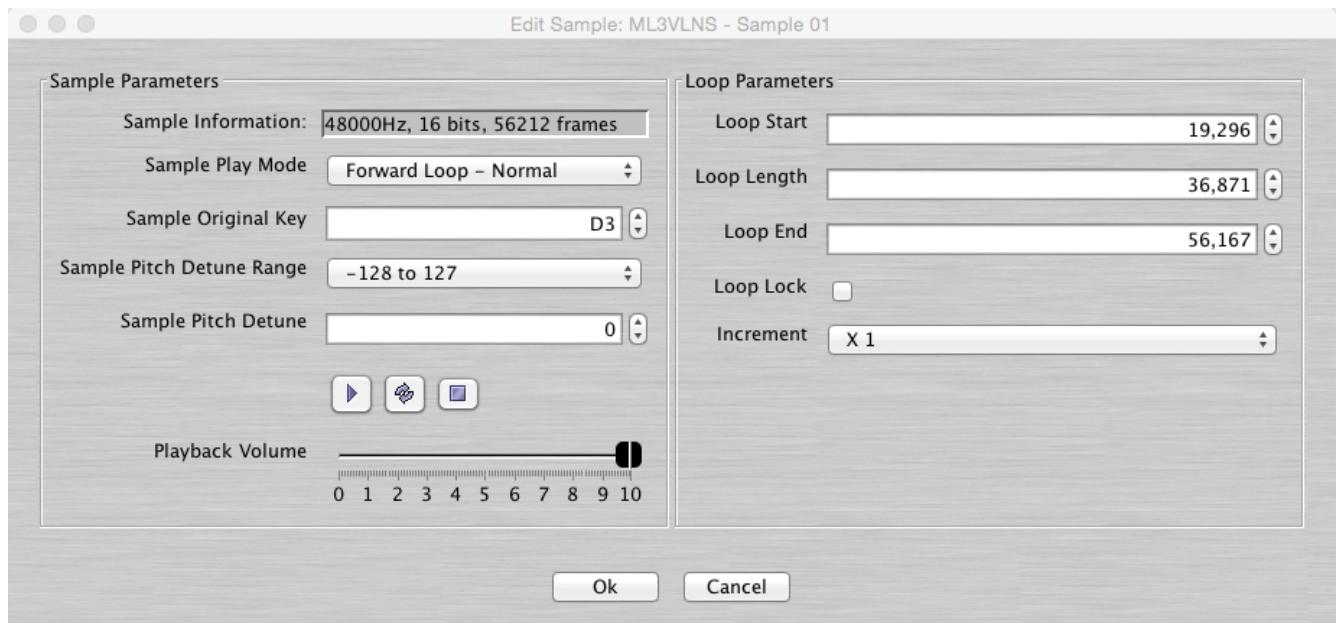 Edit Sample: ML3VLNS - Sample 01
Sample Parameters
Sample Information: 48000Hz, 16 bits, 56212 frames
Sample Play Mode Forward Loop – Normal
Sample Original Key D3
Sample Pitch Detune Range -128 to 127
Sample Pitch Detune 0
Playback Volume
0 1 2 3 4 5 6 7 8 9 10
Loop Parameters
Loop Start 19,296
Loop Length 36,871
Loop End 56,167
Loop Lock
Increment X 1
Ok Cancel